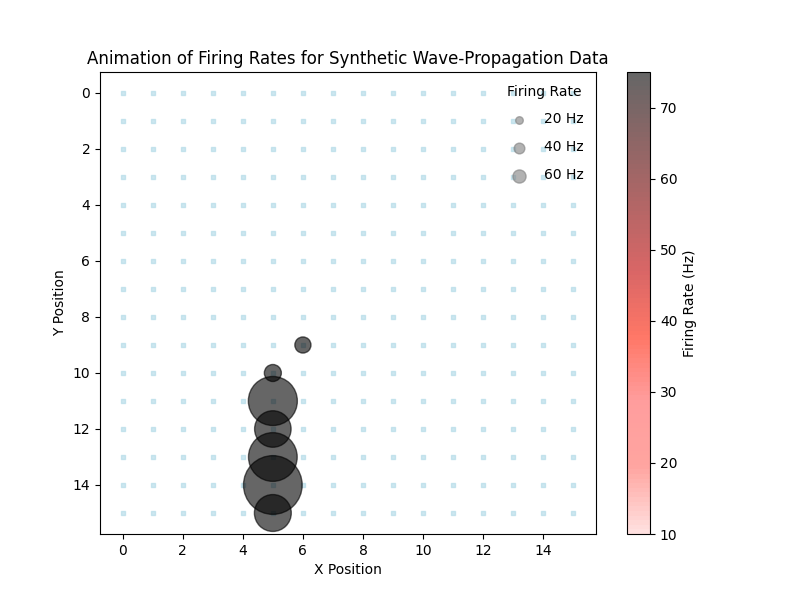 Animation of Firing Rates for Synthetic Wave-Propagation Data
Firing Rate
20 Hz
40 Hz
60 Hz
0
2
4
6
8
10
12
14
Y Position
0 2 4 6 8 10 12 14
X Position
70
60
50
40
30
20
10
Firing Rate (Hz)